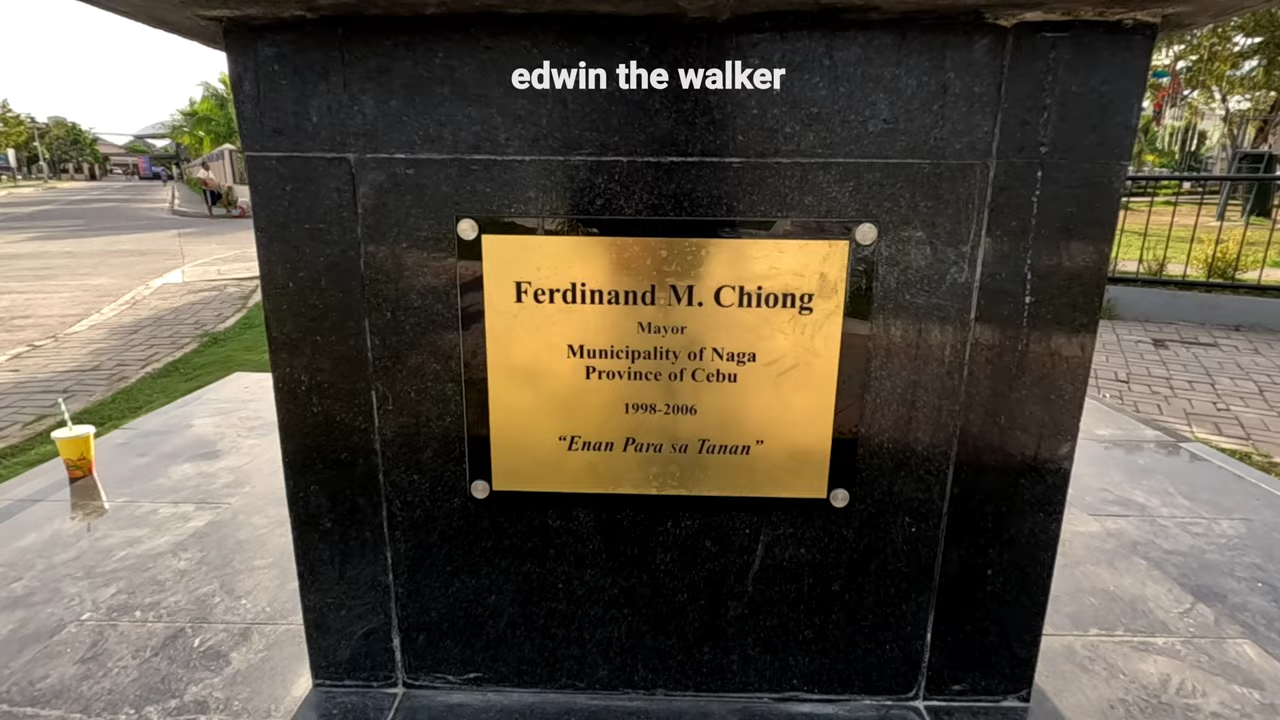 edwin the walker
Ferdinand M. Chiong
Mayor
Municipality of Naga
Province of Cebu
1998-2006
“Enan Para sa Tanan”